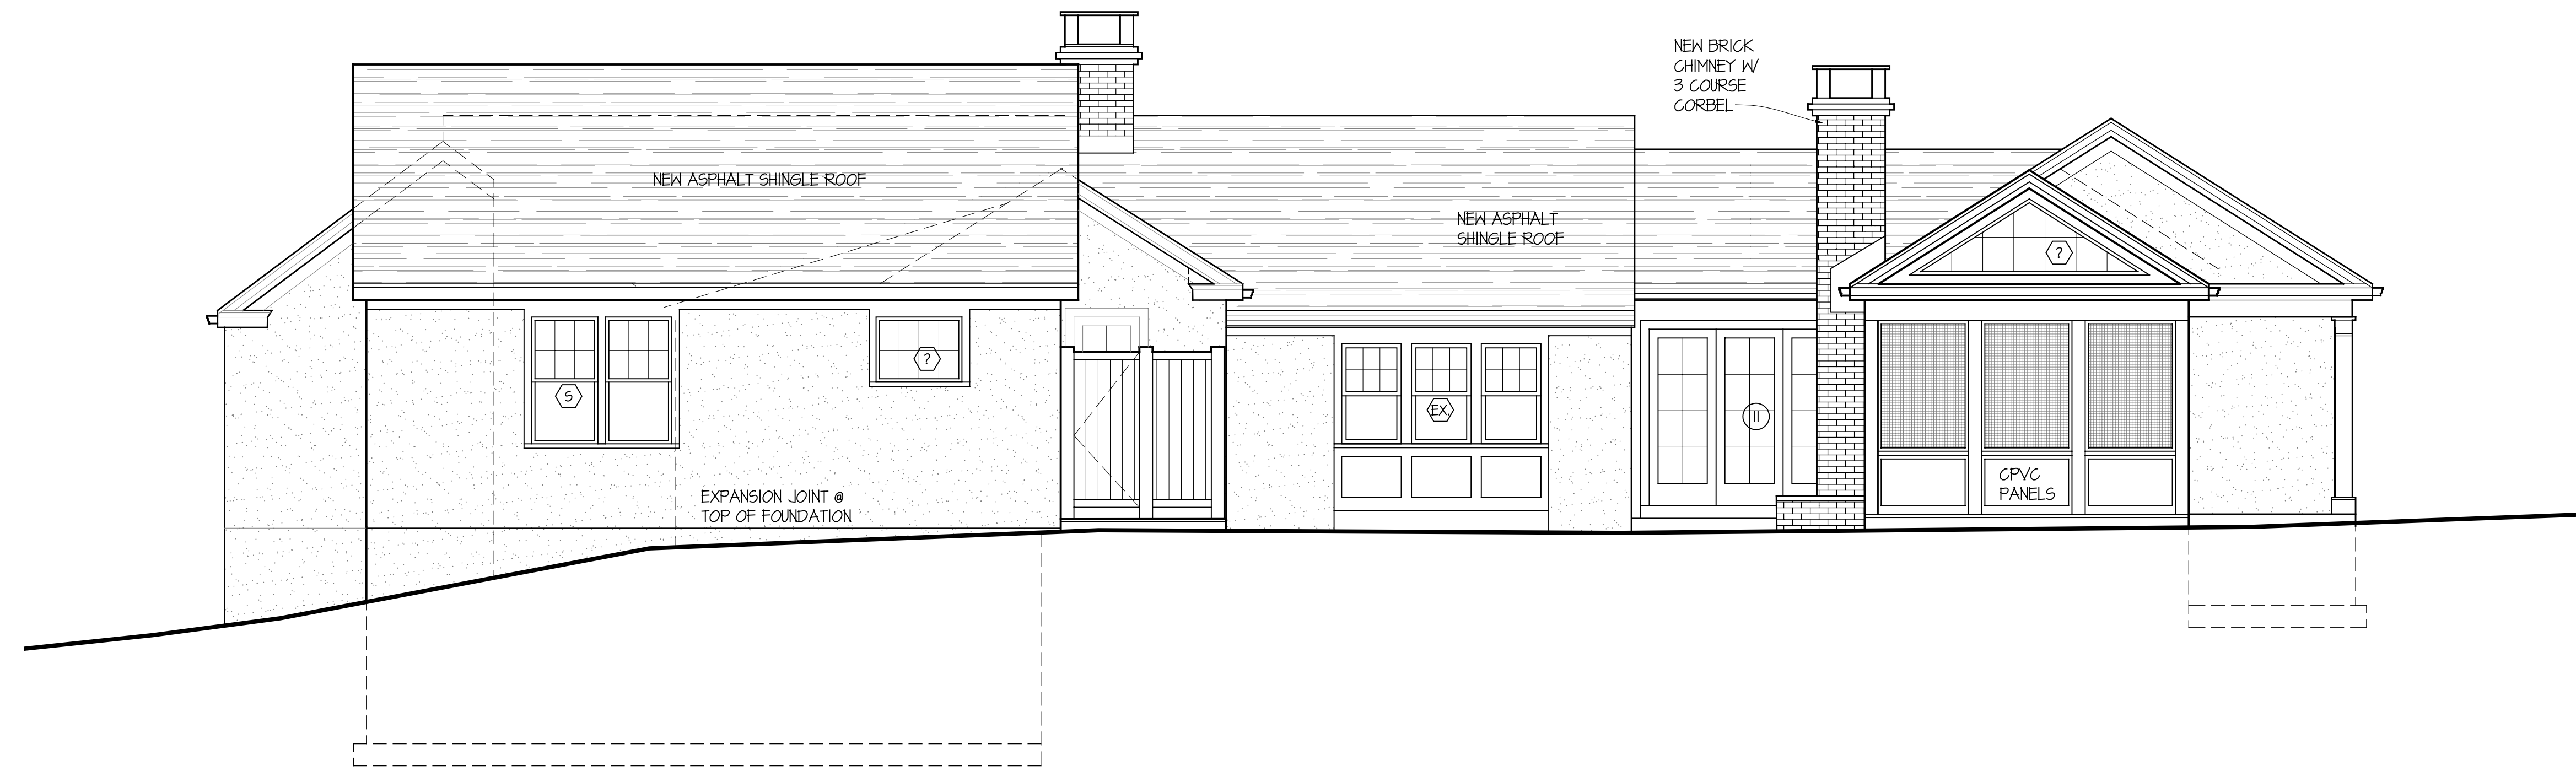 NEW BRICK
CHIMNEY W/
3 COURSE
CORBEL
NEW ASPHALT SHINGLE ROOF
NEW ASPHALT
SHINGLE ROOF
?
?
S
EX.
11
CPVC
PANELS
EXPANSION JOINT @
TOP OF FOUNDATION